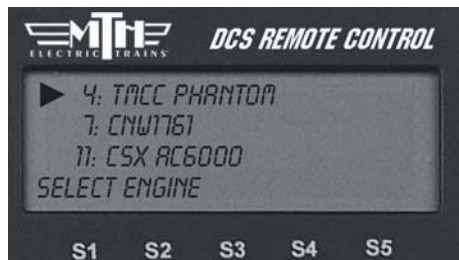 MTH ELECTRIC TRAINS DCS REMOTE CONTROL
4: TMCC PHANTOM
7: CNW1761
11: CSX AC6000
SELECT ENGINE
S1 S2 S3 S4 S5